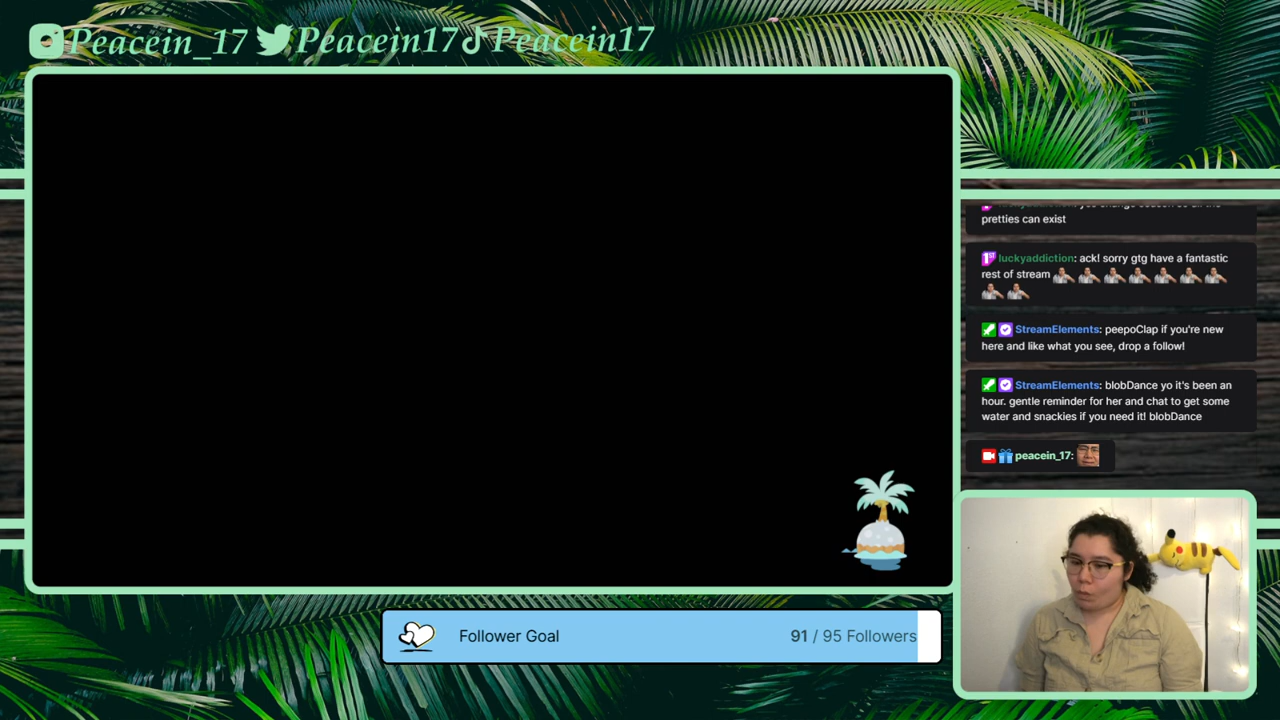 Peacein_17 Peacein17 Peacein17
pretties can exist
luckyaddiction: ack! sorry gtg have a fantastic
rest of stream
StreamElements: peepoClap if you're new
here and like what you see, drop a follow!
StreamElements: blobDance yo it's been an
hour. gentle reminder for her and chat to get some
water and snackies if you need it! blobDance
peacein_17:
Follower Goal 91 / 95 Followers